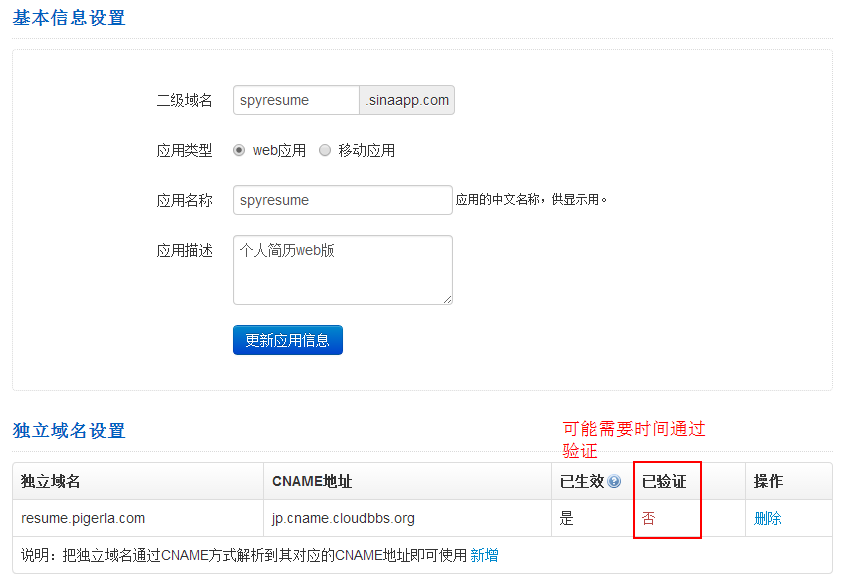 基本信息设置
二级域名 spyresume .sinaapp.com
应用类型 web应用 移动应用
应用名称 spyresume 应用的中文名称，供显示用。
应用描述 个人简历web版
更新应用信息
独立域名设置
可能需要时间通过
验证
独立域名 CNAME地址 已生效 已验证 操作
resume.pigerla.com jp.cname.cloudbbs.org 是 否 删除
说明：把独立域名通过CNAME方式解析到其对应的CNAME地址即可使用 新增